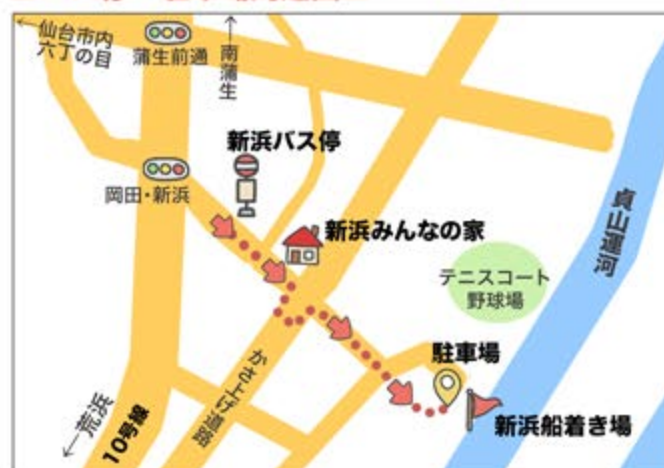 ←仙台市内
六丁の目
蒲生前通
↑南蒲生
新浜バス停
岡田・新浜
新浜みんなの家
貞山運河
テニスコート
野球場
駐車場
かさ上げ道路
新浜船着き場
←荒浜
10号線